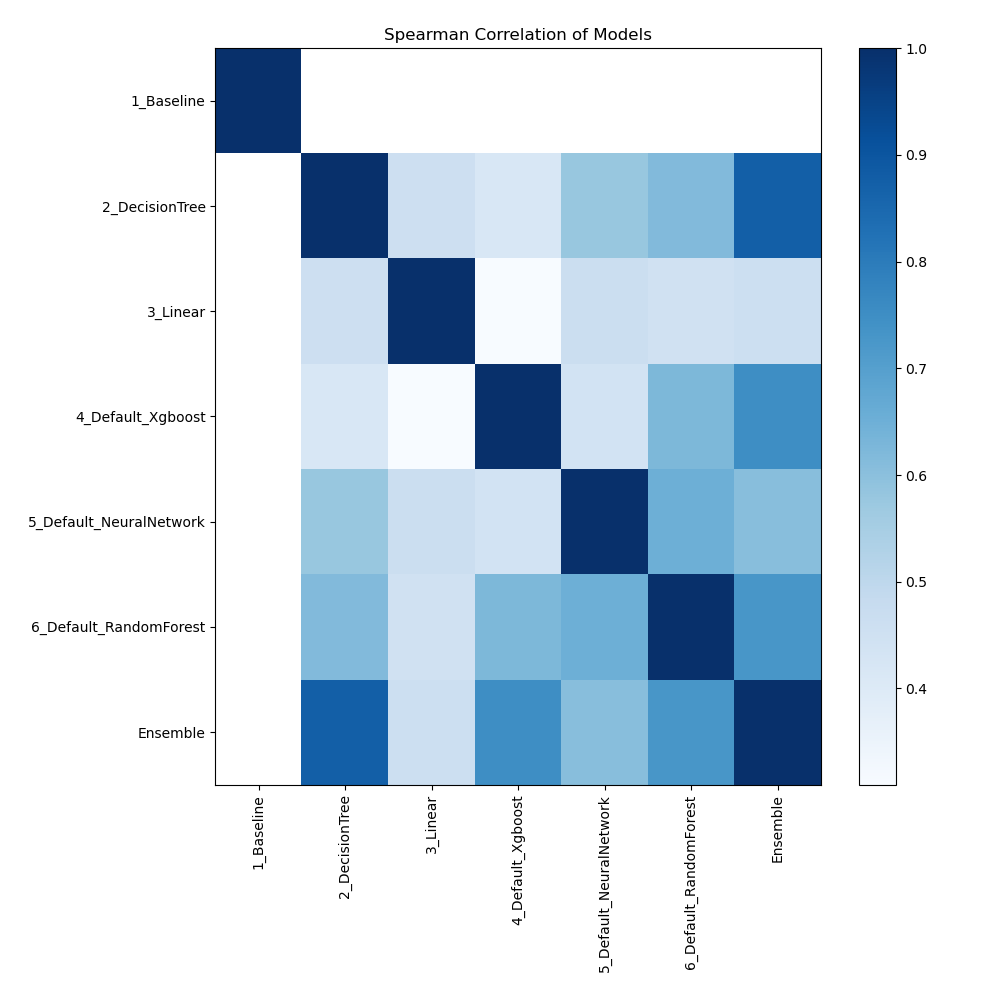 Spearman Correlation of Models
1_Baseline
2_DecisionTree
3_Linear
4_Default_Xgboost
5_Default_NeuralNetwork
6_Default_RandomForest
Ensemble
1_Baseline
2_DecisionTree
3_Linear
4_Default_Xgboost
5_Default_NeuralNetwork
6_Default_RandomForest
Ensemble
1.0
0.9
0.8
0.7
0.6
0.5
0.4